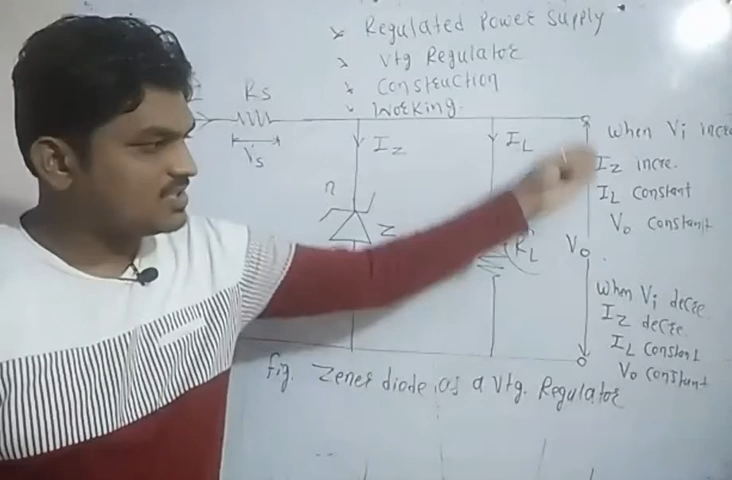 Regulated Power Supply
Vtg Regulator
Construction
Working.
I
Rs
Vs
Iz
IL
n
Z
RL
Vo
When Vi incre
Iz incre.
IL constant
Vo constant
When Vi decre
Iz decre.
IL constant
Vo constant
Fig. Zener diode as a Vtg. Regulator